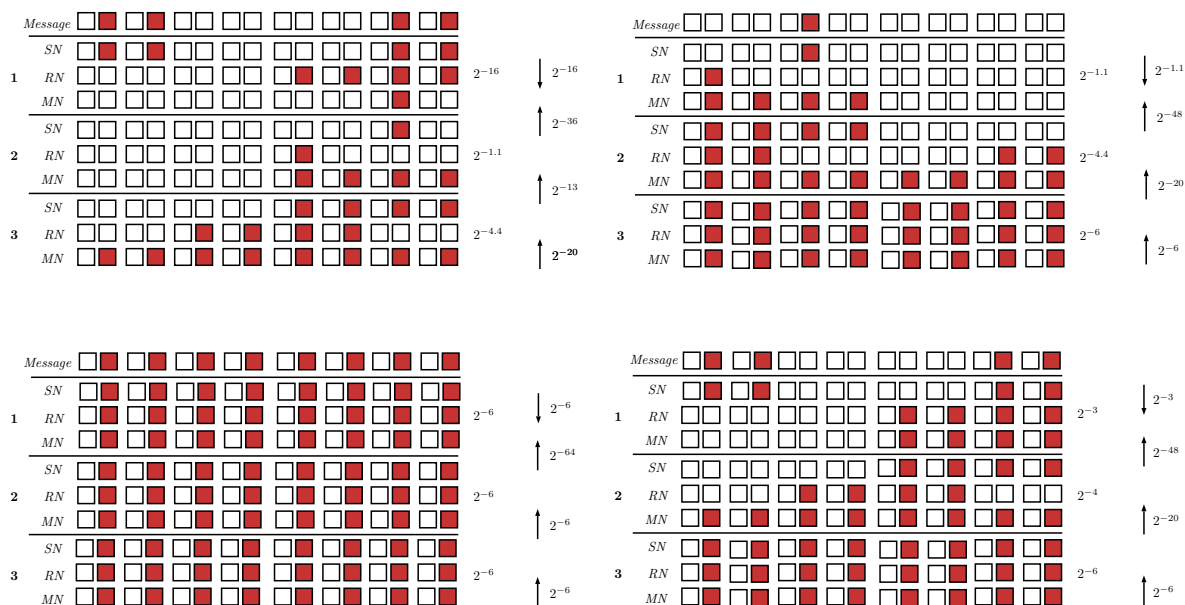 Message
SN
1 RN 2^{-16} 2^{-16}
MN
2^{-36}
SN
2 RN 2^{-1.1}
MN 2^{-13}
SN
3 RN 2^{-4.4}
MN 2^{-20}
Message
SN
1 RN 2^{-1.1} 2^{-1.1}
MN
2^{-48}
SN
2 RN 2^{-4.4}
MN 2^{-20}
SN
3 RN 2^{-6}
MN 2^{-6}
Message
SN
1 RN 2^{-6} 2^{-6}
MN
2^{-64}
SN
2 RN 2^{-6}
MN 2^{-6}
SN
3 RN 2^{-6}
MN 2^{-6}
Message
SN
1 RN 2^{-3} 2^{-3}
MN
2^{-48}
SN
2 RN 2^{-4}
MN 2^{-20}
SN
3 RN 2^{-6}
MN 2^{-6}